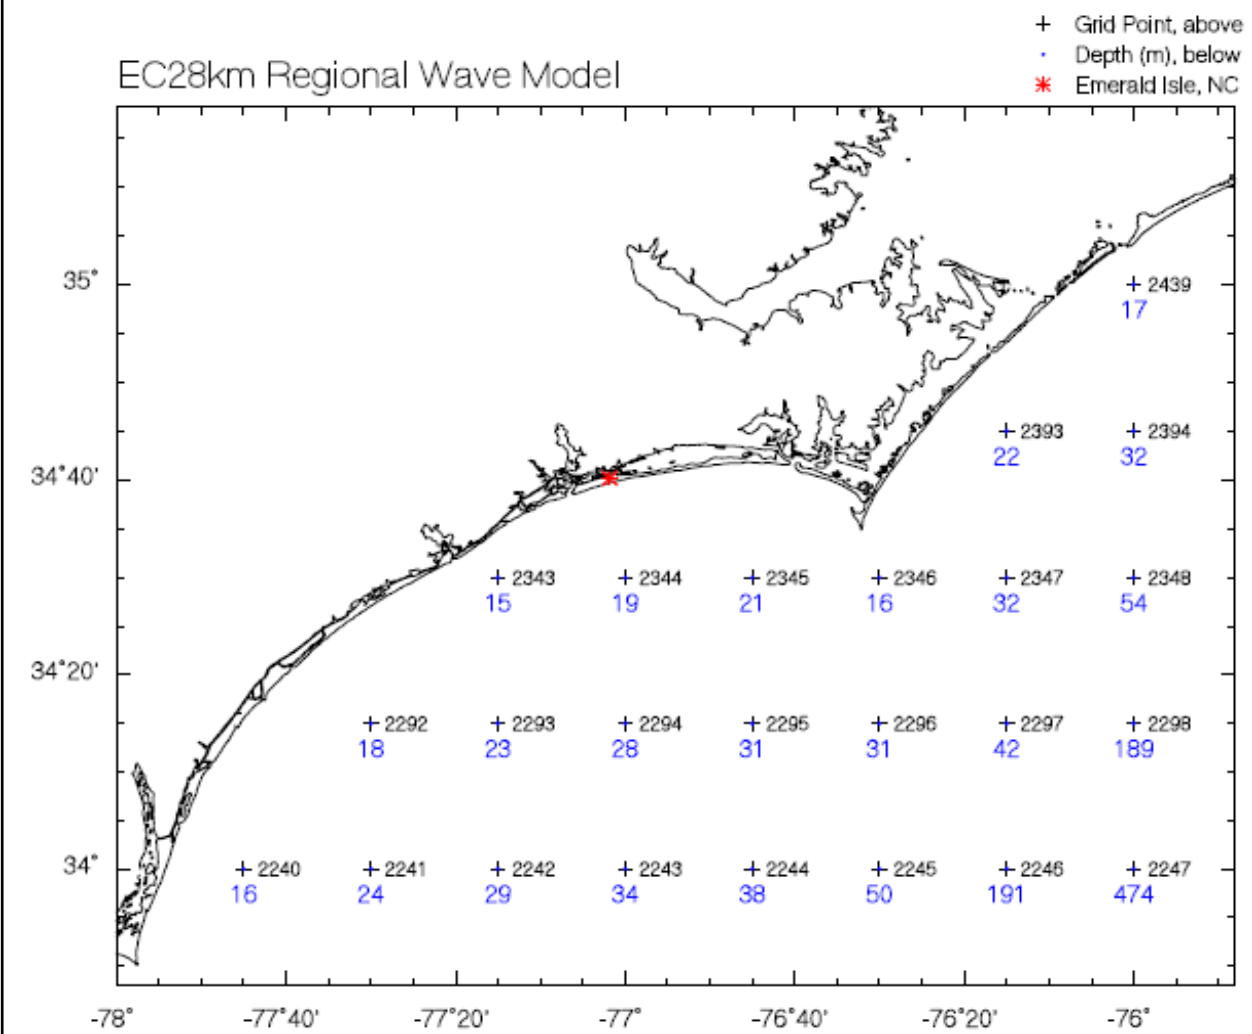 + Grid Point, above
· Depth (m), below
✳ Emerald Isle, NC
EC28km Regional Wave Model
35°
2439
17
2393 2394
22 32
34°40'
2343 2344 2345 2346 2347 2348
15 19 21 16 32 54
34°20'
2292 2293 2294 2295 2296 2297 2298
18 23 28 31 31 42 189
34°
2240 2241 2242 2243 2244 2245 2246 2247
16 24 29 34 38 50 191 474
-78° -77°40' -77°20' -77° -76°40' -76°20' -76°